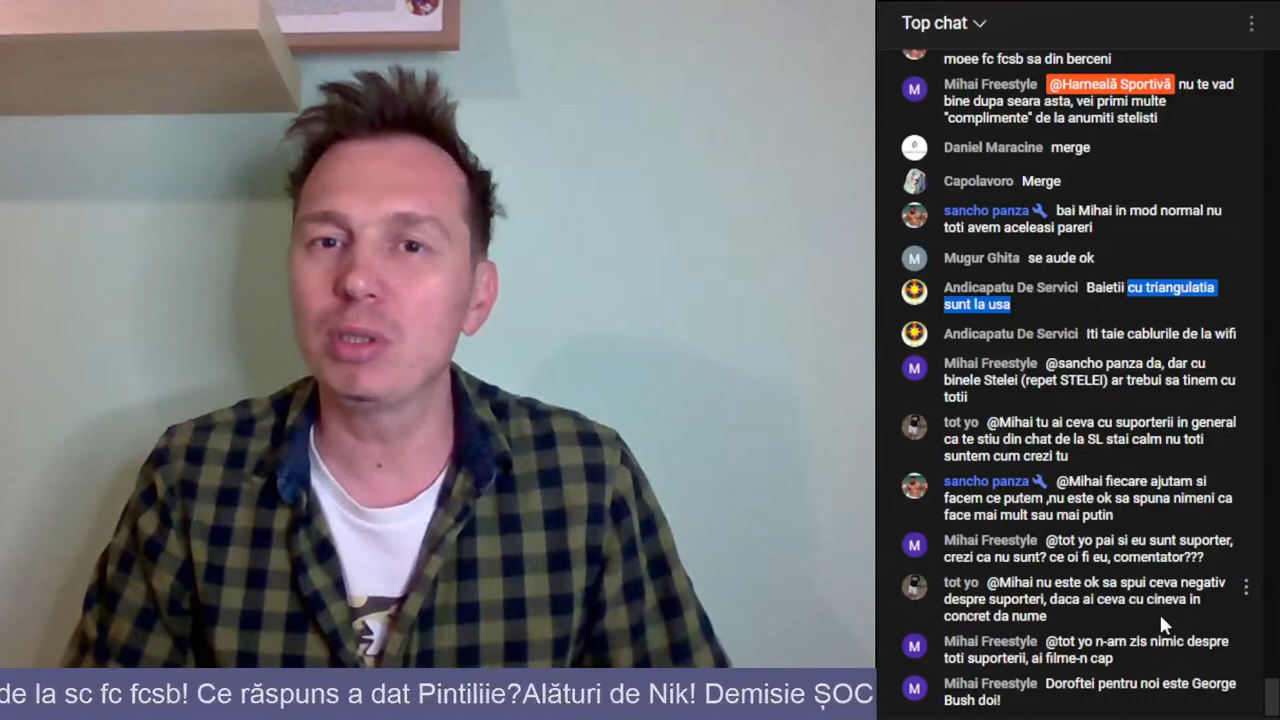 Top chat
moee fc fcsb sa din berceni
Mihai Freestyle @Harneală Sportivă nu te vad
bine dupa seara asta, vei primi multe
"complimente" de la anumiti stelisti
Daniel Maracine merge
Capolavoro Merge
sancho panza bai Mihai in mod normal nu
toti avem aceleasi pareri
Mugur Ghita se aude ok
Andicapatu De Servici Baietii cu triangulatia
sunt la usa
Andicapatu De Servici Iti taie cablurile de la wifi
Mihai Freestyle @sancho panza da, dar cu
binele Stelei (repet STELEI) ar trebui sa tinem cu
totii
tot yo @Mihai tu ai ceva cu suporterii in general
ca te stiu din chat de la SL stai calm nu toti
suntem cum crezi tu
sancho panza @Mihai fiecare ajutam si
facem ce putem ,nu este ok sa spuna nimeni ca
face mai mult sau mai putin
Mihai Freestyle @tot yo pai si eu sunt suporter,
crezi ca nu sunt? ce oi fi eu, comentator???
tot yo @Mihai nu este ok sa spui ceva negativ
despre suporteri, daca ai ceva cu cineva in
concret da nume
Mihai Freestyle @tot yo n-am zis nimic despre
toti suporterii, ai filme-n cap
Mihai Freestyle Doroftei pentru noi este George
Bush doi!
de la sc fc fcsb! Ce răspuns a dat Pintiliie?Alături de Nik! Demisie ȘOC